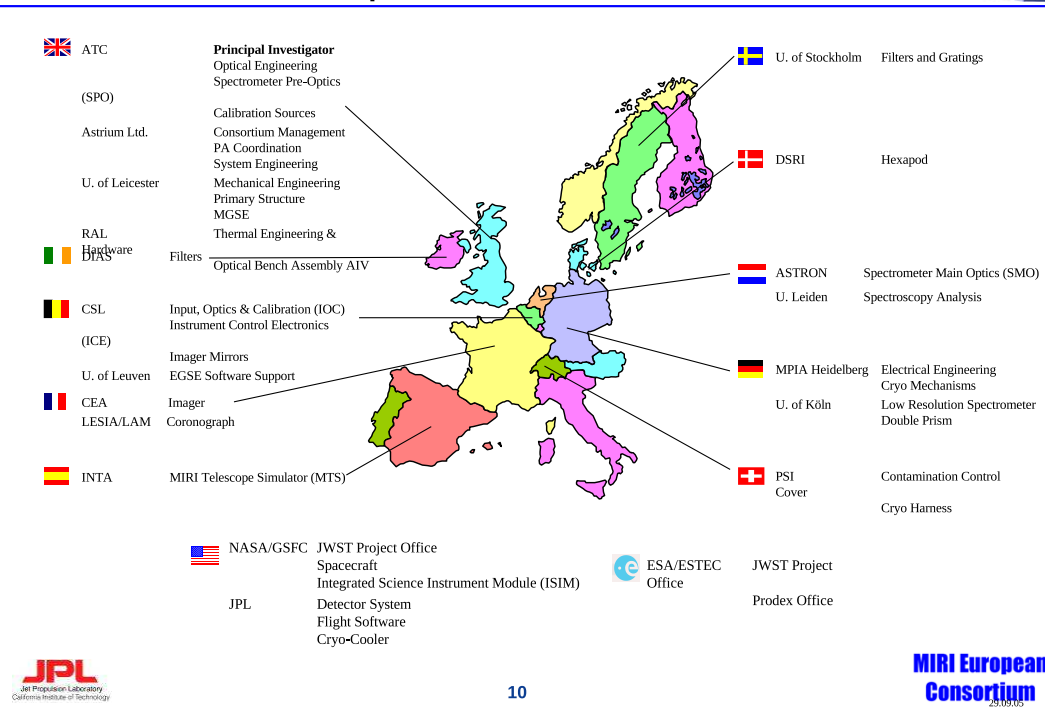 ATC Principal Investigator
Optical Engineering
Spectrometer Pre-Optics
(SPO)
Calibration Sources
Astrium Ltd. Consortium Management
PA Coordination
System Engineering
U. of Leicester Mechanical Engineering
Primary Structure
MGSE
RAL Thermal Engineering &
Hardware
DIAS Filters
Optical Bench Assembly AIV
CSL Input, Optics & Calibration (IOC)
Instrument Control Electronics
(ICE)
Imager Mirrors
U. of Leuven EGSE Software Support
CEA Imager
LESIA/LAM Coronograph
INTA MIRI Telescope Simulator (MTS)
U. of Stockholm Filters and Gratings
DSRI Hexapod
ASTRON Spectrometer Main Optics (SMO)
U. Leiden Spectroscopy Analysis
MPIA Heidelberg Electrical Engineering
Cryo Mechanisms
U. of Köln Low Resolution Spectrometer
Double Prism
PSI Contamination Control
Cover
Cryo Harness
NASA/GSFC JWST Project Office
Spacecraft
Integrated Science Instrument Module (ISIM)
JPL Detector System
Flight Software
Cryo-Cooler
ESA/ESTEC JWST Project
Office
Prodex Office
JPL
Jet Propulsion Laboratory
California Institute of Technology
10
MIRI European
Consortium
29.09.05